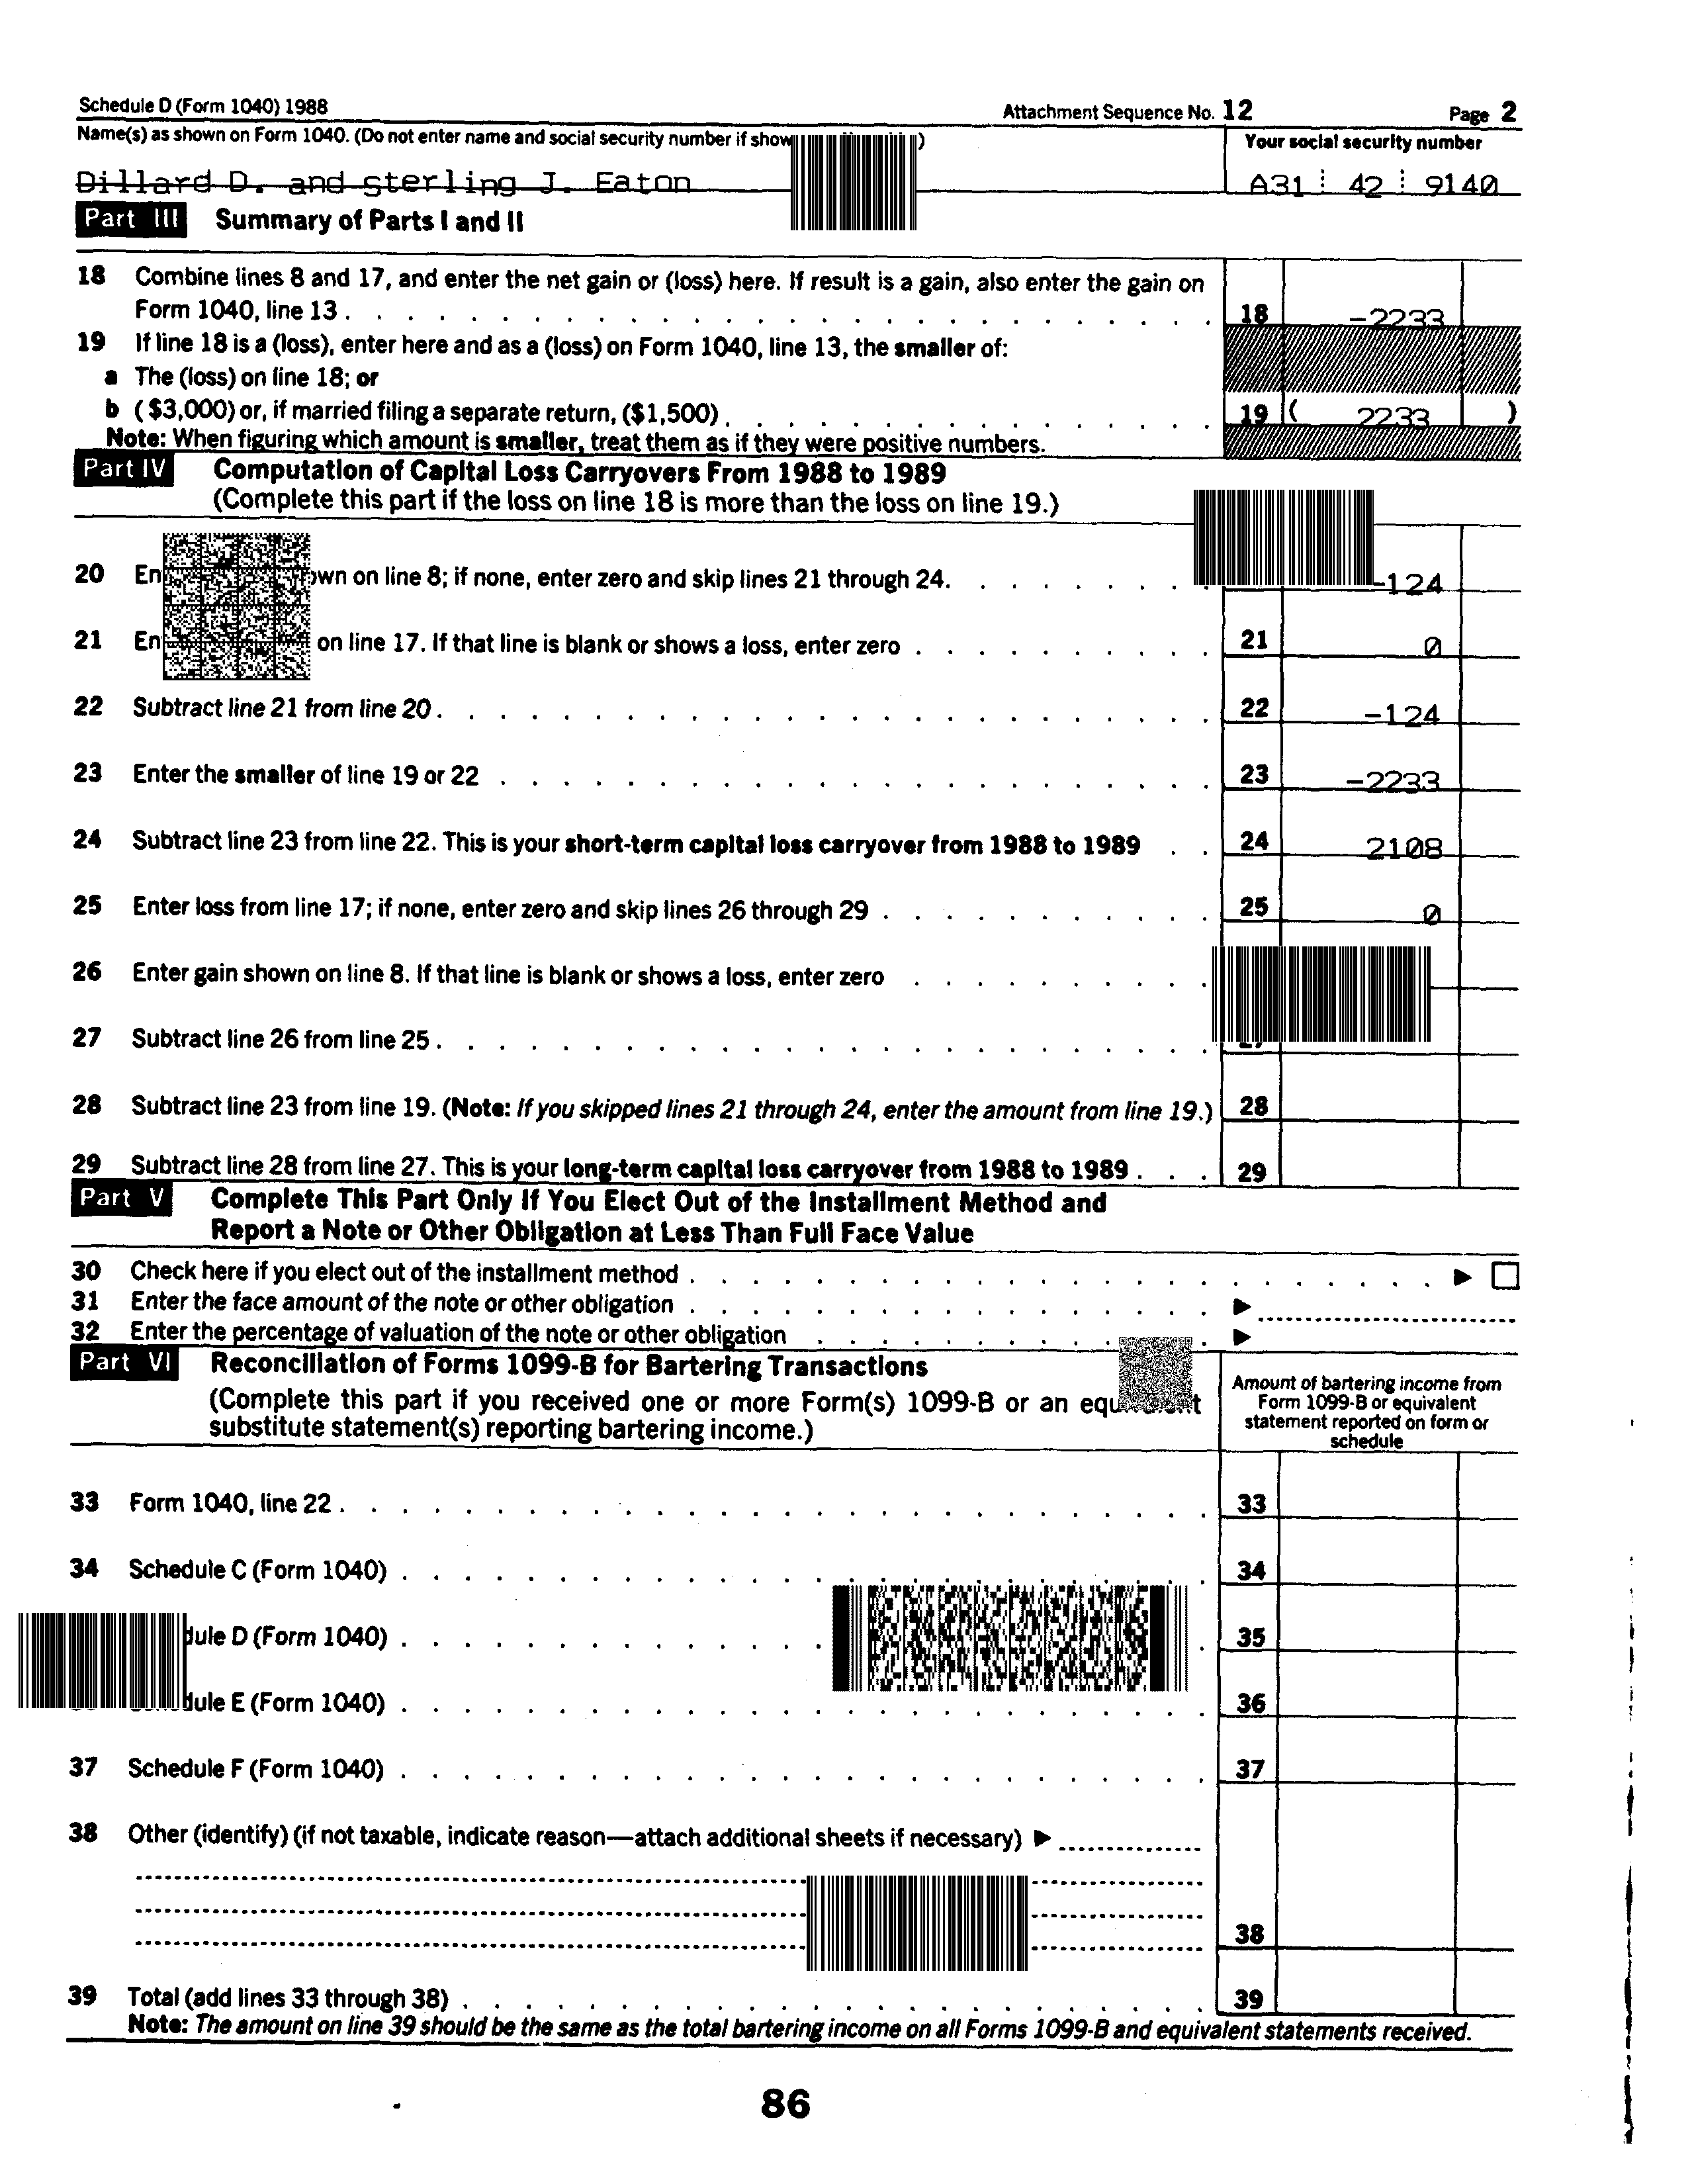 Schedule D (Form 1040) 1988 Attachment Sequence No. 12 Page 2
Name(s) as shown on Form 1040. (Do not enter name and social security number if show ) Your social security number
Dillard D. and sterling J. Eaton A31 42 9140
Part III Summary of Parts I and II
18 Combine lines 8 and 17, and enter the net gain or (loss) here. If result is a gain, also enter the gain on
Form 1040, line 13 . . . 18 -2233
19 If line 18 is a (loss), enter here and as a (loss) on Form 1040, line 13, the smaller of:
a The (loss) on line 18; or
b ($3,000) or, if married filing a separate return, ($1,500) . . . 19 ( 2233 )
Note: When figuring which amount is smaller, treat them as if they were positive numbers.
Part IV Computation of Capital Loss Carryovers From 1988 to 1989
(Complete this part if the loss on line 18 is more than the loss on line 19.)
20 En own on line 8; if none, enter zero and skip lines 21 through 24. . . . -124
21 En on line 17. If that line is blank or shows a loss, enter zero . . . 21 0
22 Subtract line 21 from line 20 . . . 22 -124
23 Enter the smaller of line 19 or 22 . . . 23 -2233
24 Subtract line 23 from line 22. This is your short-term capital loss carryover from 1988 to 1989 . . 24 2108
25 Enter loss from line 17; if none, enter zero and skip lines 26 through 29 . . . 25 0
26 Enter gain shown on line 8. If that line is blank or shows a loss, enter zero . . .
27 Subtract line 26 from line 25 . . .
28 Subtract line 23 from line 19. (Note: If you skipped lines 21 through 24, enter the amount from line 19.) 28
29 Subtract line 28 from line 27. This is your long-term capital loss carryover from 1988 to 1989 . . . 29
Part V Complete This Part Only If You Elect Out of the Installment Method and
Report a Note or Other Obligation at Less Than Full Face Value
30 Check here if you elect out of the installment method . . . ▶ ☐
31 Enter the face amount of the note or other obligation . . . ▶
32 Enter the percentage of valuation of the note or other obligation . . . ▶
Part VI Reconciliation of Forms 1099-B for Bartering Transactions
(Complete this part if you received one or more Form(s) 1099-B or an equ t
substitute statement(s) reporting bartering income.)
Amount of bartering income from
Form 1099-B or equivalent
statement reported on form or
schedule
33 Form 1040, line 22 . . . 33
34 Schedule C (Form 1040) . . . 34
dule D (Form 1040) . . . 35
dule E (Form 1040) . . . 36
37 Schedule F (Form 1040) . . . 37
38 Other (identify) (if not taxable, indicate reason—attach additional sheets if necessary) ▶
38
39 Total (add lines 33 through 38) . . . 39
Note: The amount on line 39 should be the same as the total bartering income on all Forms 1099-B and equivalent statements received.
86